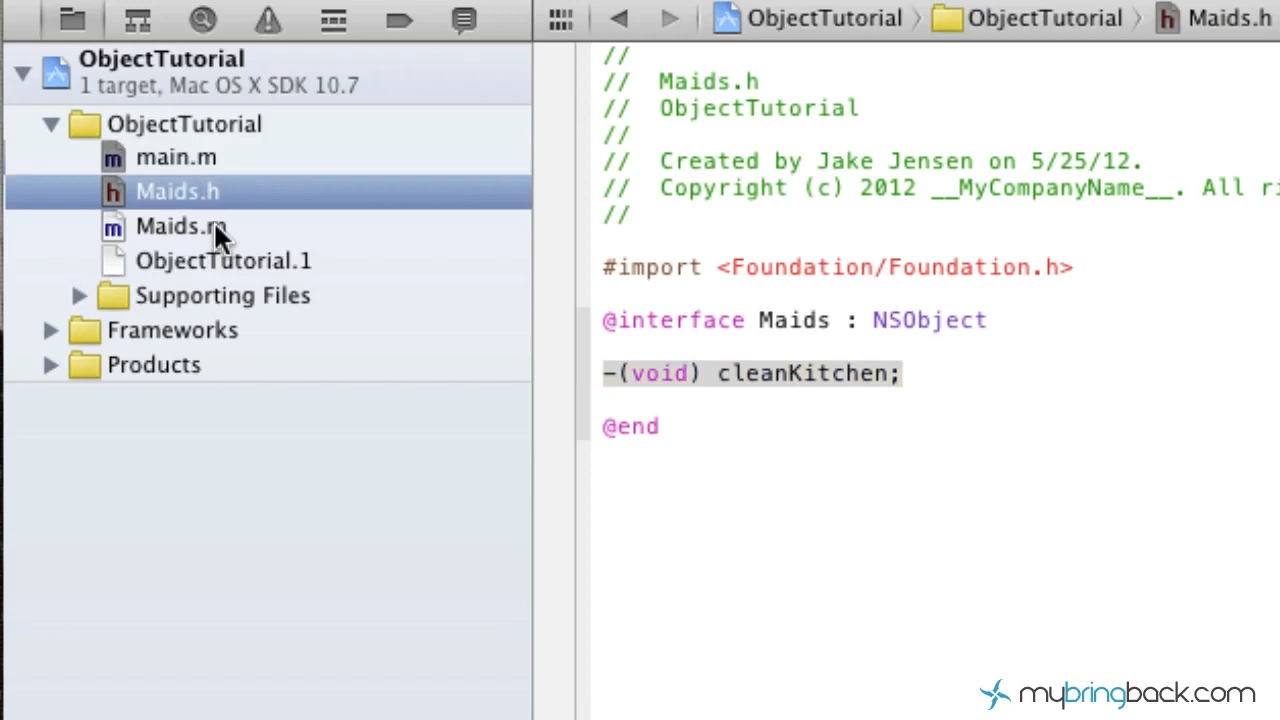 ObjectTutorial
1 target, Mac OS X SDK 10.7
ObjectTutorial
main.m
Maids.h
Maids.m
ObjectTutorial.1
Supporting Files
Frameworks
Products
ObjectTutorial 〉 ObjectTutorial 〉 Maids.h
//
// Maids.h
// ObjectTutorial
//
// Created by Jake Jensen on 5/25/12.
// Copyright (c) 2012 __MyCompanyName__. All ri
//
#import <Foundation/Foundation.h>
@interface Maids : NSObject
-(void) cleanKitchen;
@end
mybringback.com